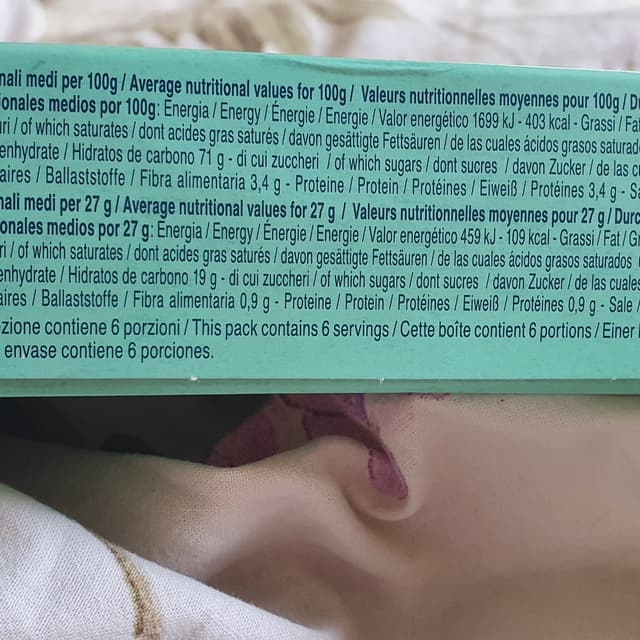 nali medi per 100g / Average nutritional values for 100g / Valeurs nutritionnelles moyennes pour 100g / D
ionales medios por 100g: Energia / Energy / Énergie / Energie / Valor energético 1699 kJ - 403 kcal - Grassi / Fat
uri / of which saturates / dont acides gras saturés / davon gesättigte Fettsäuren / de las cuales ácidos grasos saturado
enhydrate / Hidratos de carbono 71 g - di cui zuccheri / of which sugars / dont sucres / davon Zucker / de las cu
aires / Ballaststoffe / Fibra alimentaria 3,4 g - Proteine / Protein / Protéines / Eiweiß / Protéines 3,4 g - Sa
nali medi per 27 g / Average nutritional values for 27 g / Valeurs nutritionnelles moyennes pour 27 g / Durc
ionales medios por 27 g: Energia / Energy / Énergie / Energie / Valor energético 459 kJ - 109 kcal - Grassi / Fat / Gr
ri / of which saturates / dont acides gras saturés / davon gesättigte Fettsäuren / de las cuales ácidos grasos saturados
enhydrate / Hidratos de carbono 19 g - di cui zuccheri / of which sugars / dont sucres / davon Zucker / de las cuales
aires / Ballaststoffe / Fibra alimentaria 0,9 g - Proteine / Protein / Protéines / Eiweiß / Protéines 0,9 g - Sale /
zione contiene 6 porzioni / This pack contains 6 servings / Cette boîte contient 6 portions / Einer
envase contiene 6 porciones.